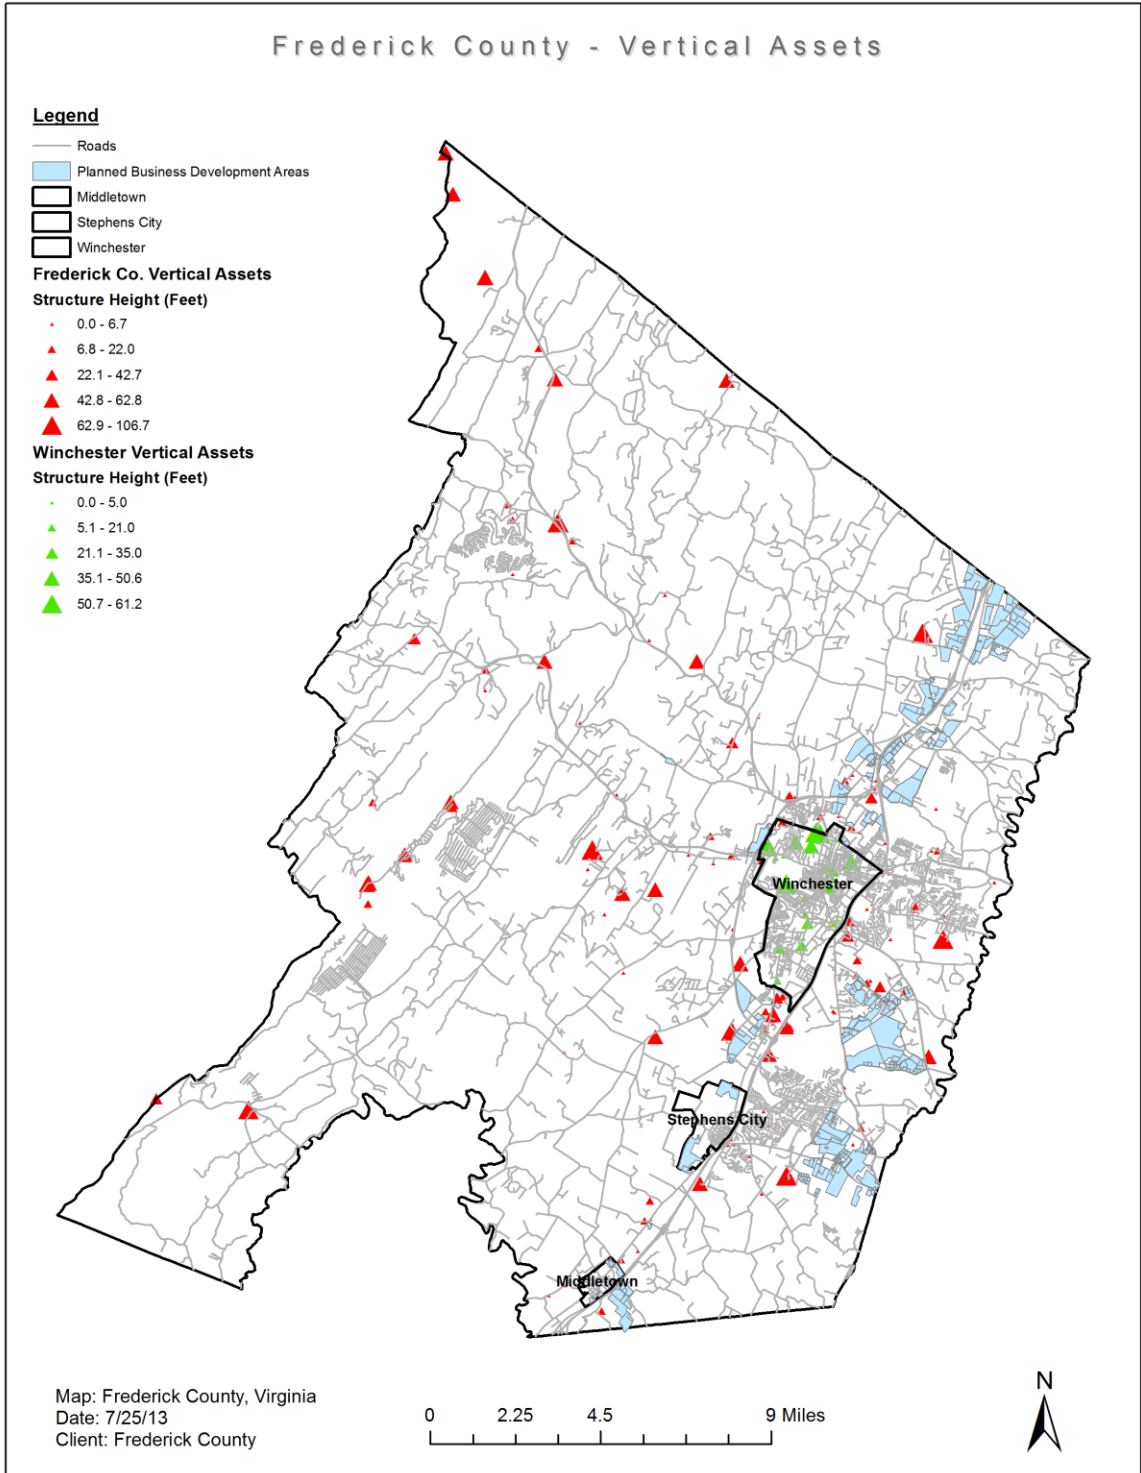 Frederick County - Vertical Assets
Legend
Roads
Planned Business Development Areas
Middletown
Stephens City
Winchester
Frederick Co. Vertical Assets
Structure Height (Feet)
0.0 - 6.7
6.8 - 22.0
22.1 - 42.7
42.8 - 62.8
62.9 - 106.7
Winchester Vertical Assets
Structure Height (Feet)
0.0 - 5.0
5.1 - 21.0
21.1 - 35.0
35.1 - 50.6
50.7 - 61.2
Winchester
Stephens City
Middletown
Map: Frederick County, Virginia
Date: 7/25/13
Client: Frederick County
0 2.25 4.5 9 Miles
N